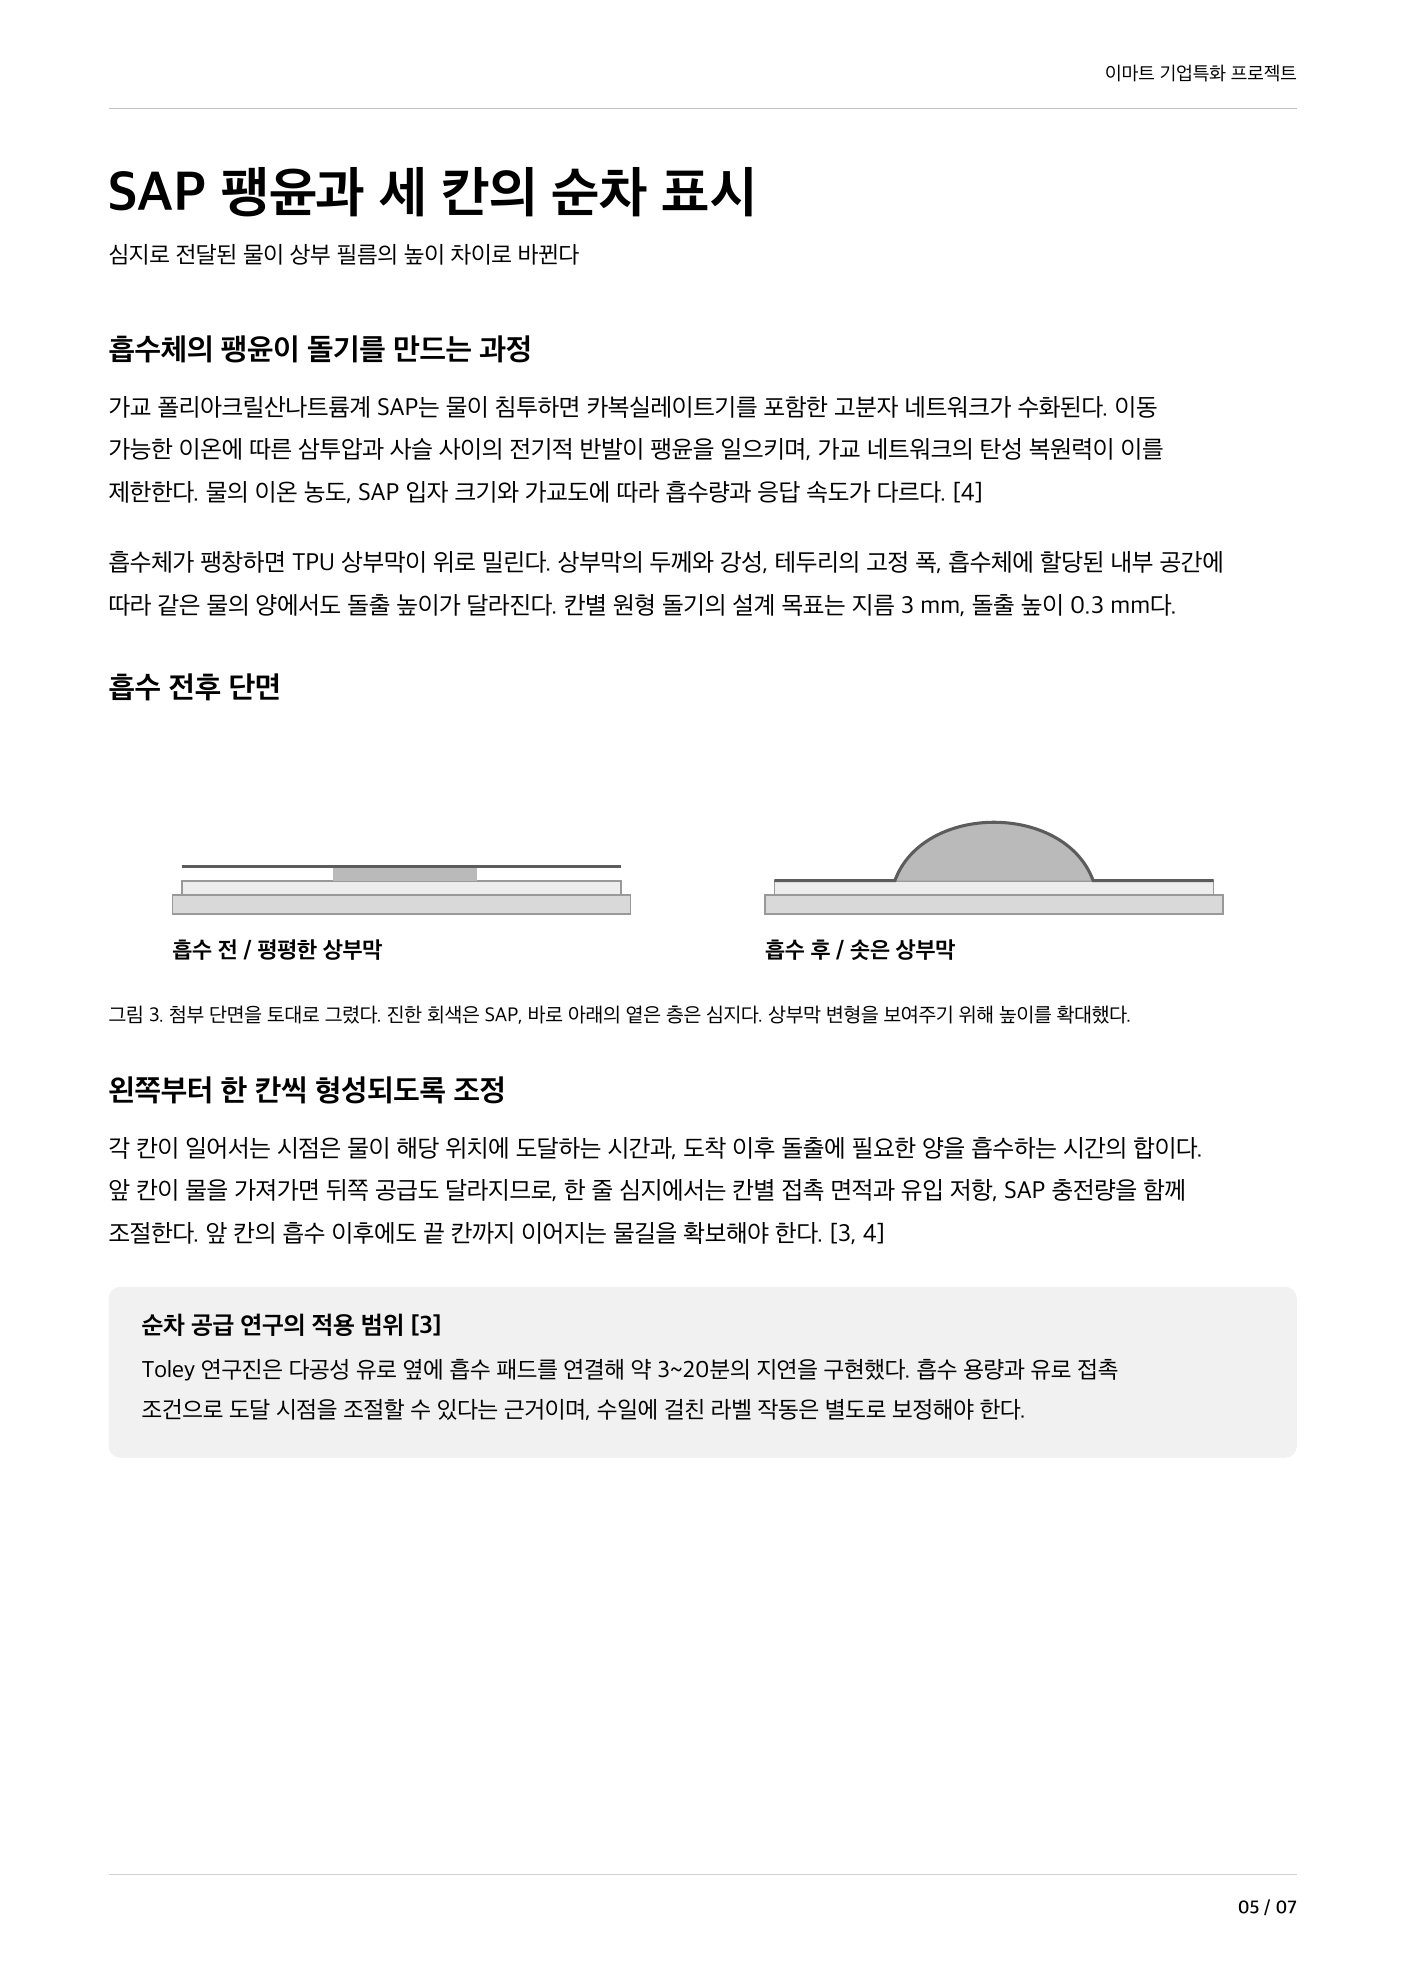 이마트 기업특화 프로젝트
SAP 팽윤과 세 칸의 순차 표시
심지로 전달된 물이 상부 필름의 높이 차이로 바뀐다
흡수체의 팽윤이 돌기를 만드는 과정
가교 폴리아크릴산나트륨계 SAP는 물이 침투하면 카복실레이트기를 포함한 고분자 네트워크가 수화된다. 이동
가능한 이온에 따른 삼투압과 사슬 사이의 전기적 반발이 팽윤을 일으키며, 가교 네트워크의 탄성 복원력이 이를
제한한다. 물의 이온 농도, SAP 입자 크기와 가교도에 따라 흡수량과 응답 속도가 다르다. [4]
흡수체가 팽창하면 TPU 상부막이 위로 밀린다. 상부막의 두께와 강성, 테두리의 고정 폭, 흡수체에 할당된 내부 공간에
따라 같은 물의 양에서도 돌출 높이가 달라진다. 칸별 원형 돌기의 설계 목표는 지름 3 mm, 돌출 높이 0.3 mm다.
흡수 전후 단면
흡수 전 / 평평한 상부막
흡수 후 / 솟은 상부막
그림 3. 첨부 단면을 토대로 그렸다. 진한 회색은 SAP, 바로 아래의 옅은 층은 심지다. 상부막 변형을 보여주기 위해 높이를 확대했다.
왼쪽부터 한 칸씩 형성되도록 조정
각 칸이 일어서는 시점은 물이 해당 위치에 도달하는 시간과, 도착 이후 돌출에 필요한 양을 흡수하는 시간의 합이다.
앞 칸이 물을 가져가면 뒤쪽 공급도 달라지므로, 한 줄 심지에서는 칸별 접촉 면적과 유입 저항, SAP 충전량을 함께
조절한다. 앞 칸의 흡수 이후에도 끝 칸까지 이어지는 물길을 확보해야 한다. [3, 4]
순차 공급 연구의 적용 범위 [3]
Toley 연구진은 다공성 유로 옆에 흡수 패드를 연결해 약 3~20분의 지연을 구현했다. 흡수 용량과 유로 접촉
조건으로 도달 시점을 조절할 수 있다는 근거이며, 수일에 걸친 라벨 작동은 별도로 보정해야 한다.
05 / 07